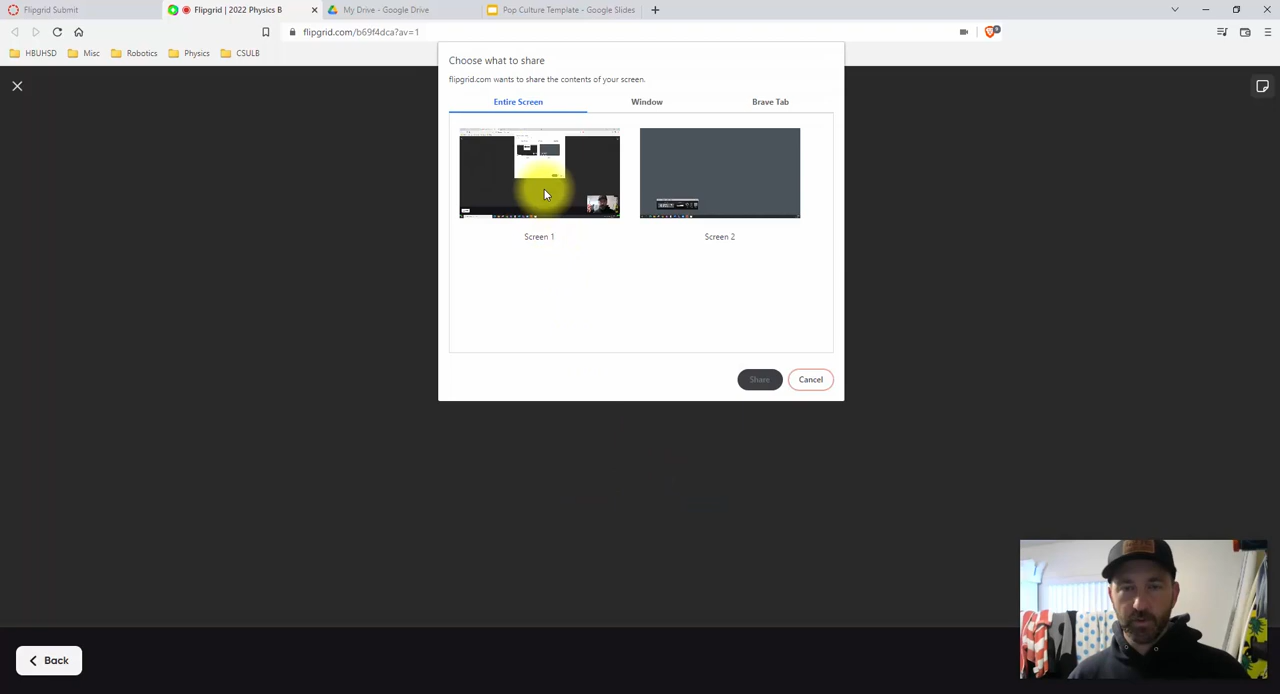 Flipgrid Submit
Flipgrid | 2022 Physics B
My Drive - Google Drive
Pop Culture Template - Google Slides
flipgrid.com/b69f4dca?av=1
HBUHSD
Misc
Robotics
Physics
CSULB
Choose what to share
flipgrid.com wants to share the contents of your screen.
Entire Screen
Window
Brave Tab
Screen 1
Screen 2
Share
Cancel
Back